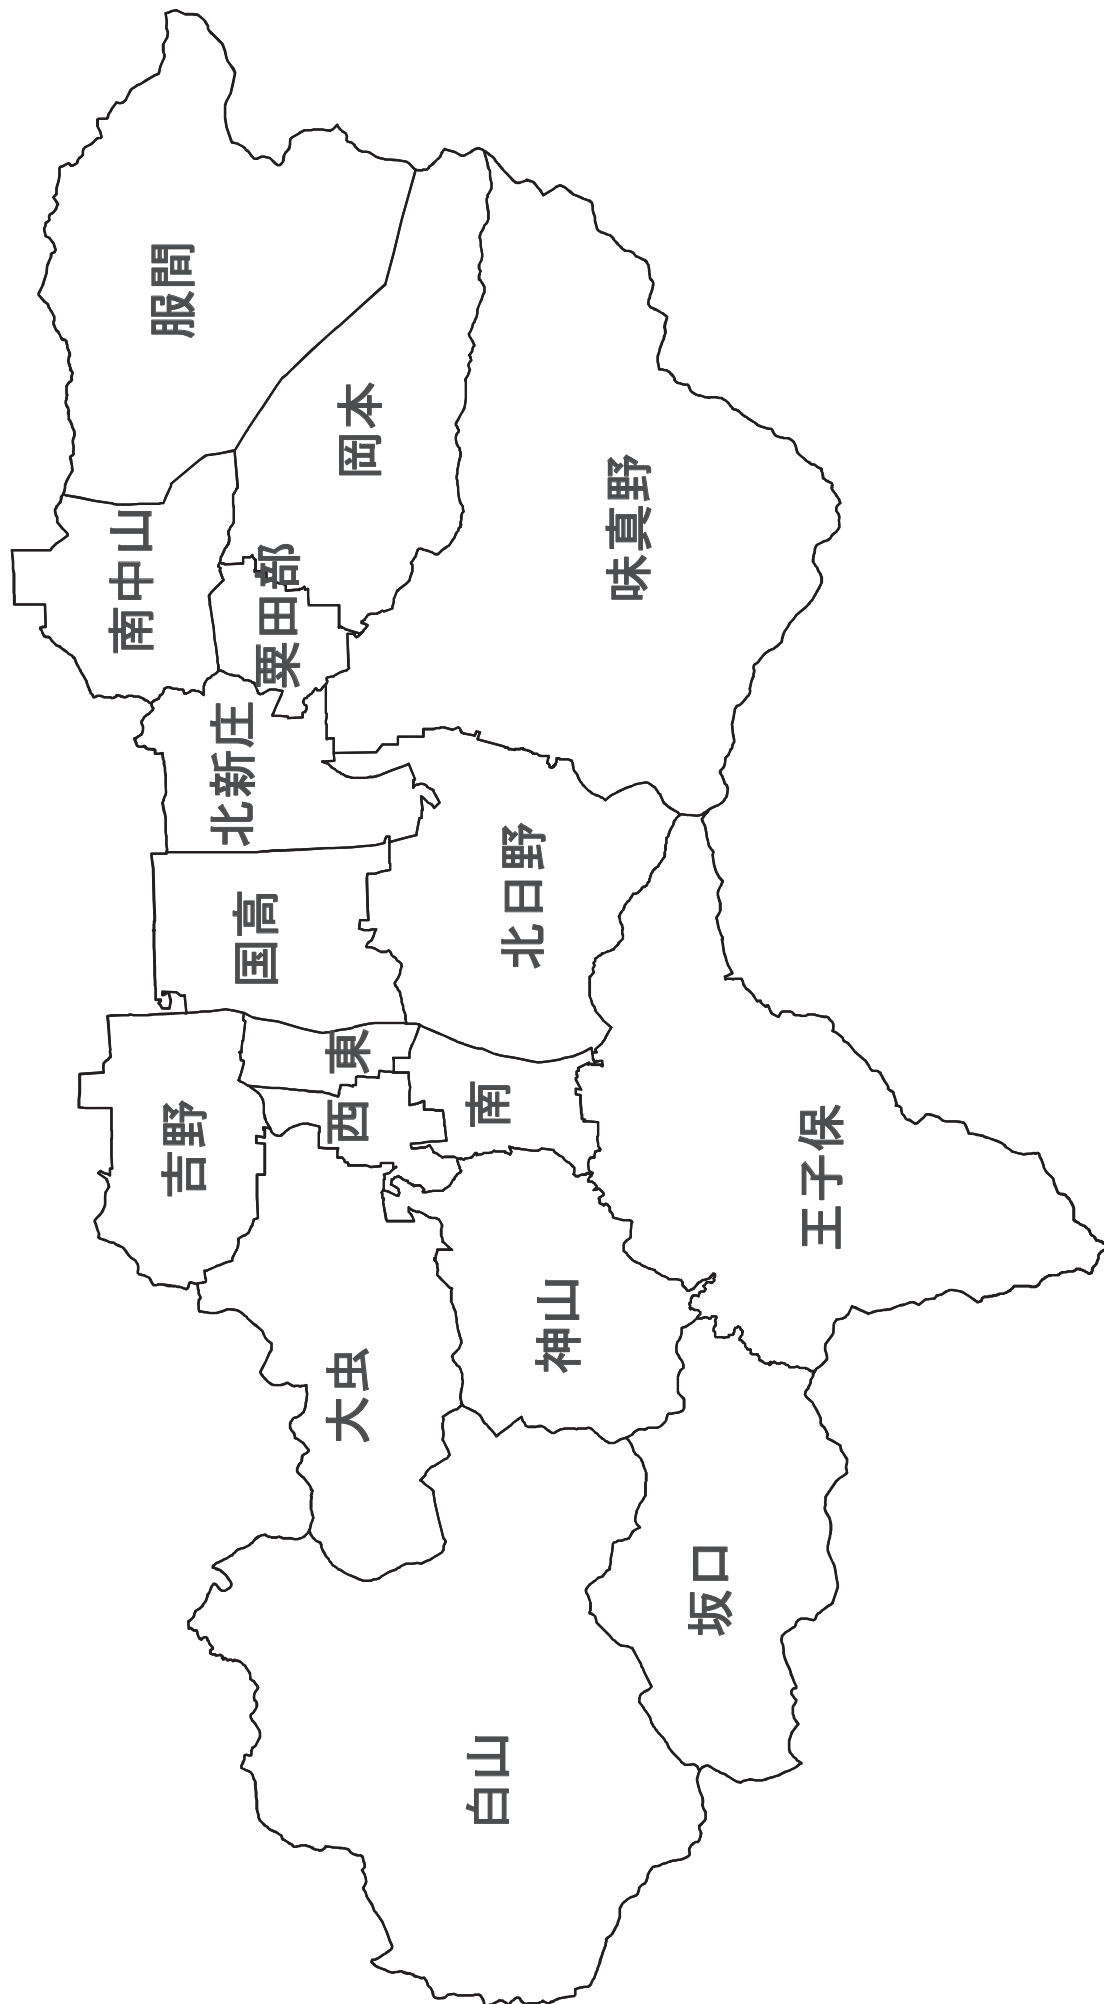 服間
岡本
南中山
粟田部
味真野
北新庄
国高
北日野
東
西
南
吉野
王子保
大虫
神山
坂口
白山